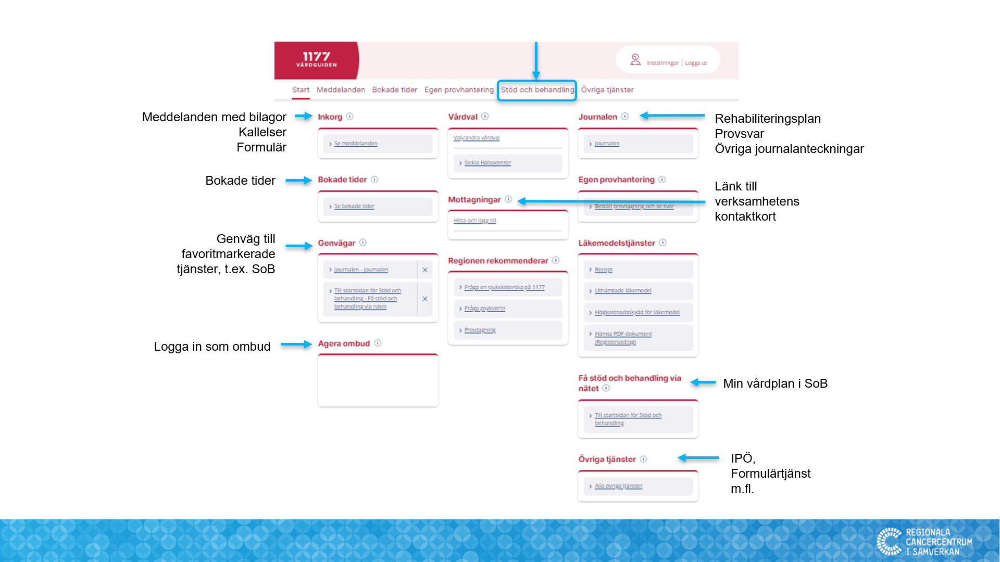 1177
VÅRDGUIDEN
Inställningar | Logga ut
Start Meddelanden Bokade tider Egen provhantering Stöd och behandling Övriga tjänster
Meddelanden med bilagor
Kallelser
Formulär
Bokade tider
Genväg till
favoritmarkerade
tjänster, t.ex. SoB
Logga in som ombud
Inkorg
Se meddelanden
Bokade tider
Se bokade tider
Genvägar
Journalen - Journalen
Till startsidan för Stöd och
behandling - Få stöd och
behandling via nätet
Agera ombud
Vårdval
Välj/ändra vårdval
Sickla Hälsocenter
Mottagningar
Hitta och lägg till
Regionen rekommenderar
Fråga en sjuksköterska på 1177
Fråga psykiatrin
Provtagning
Journalen
Journalen
Egen provhantering
Beställ provtagning och se svar
Läkemedelstjänster
Recept
Uthämtade läkemedel
Högkostnadsskydd för läkemedel
Hämta PDF-dokument
(Registerutdrag)
Få stöd och behandling via
nätet
Till startsidan för Stöd och
behandling
Övriga tjänster
Alla övriga tjänster
Rehabiliteringsplan
Provsvar
Övriga journalanteckningar
Länk till
verksamhetens
kontaktkort
Min vårdplan i SoB
IPÖ,
Formulärtjänst
m.fl.
REGIONALA
CANCERCENTRUM
I SAMVERKAN